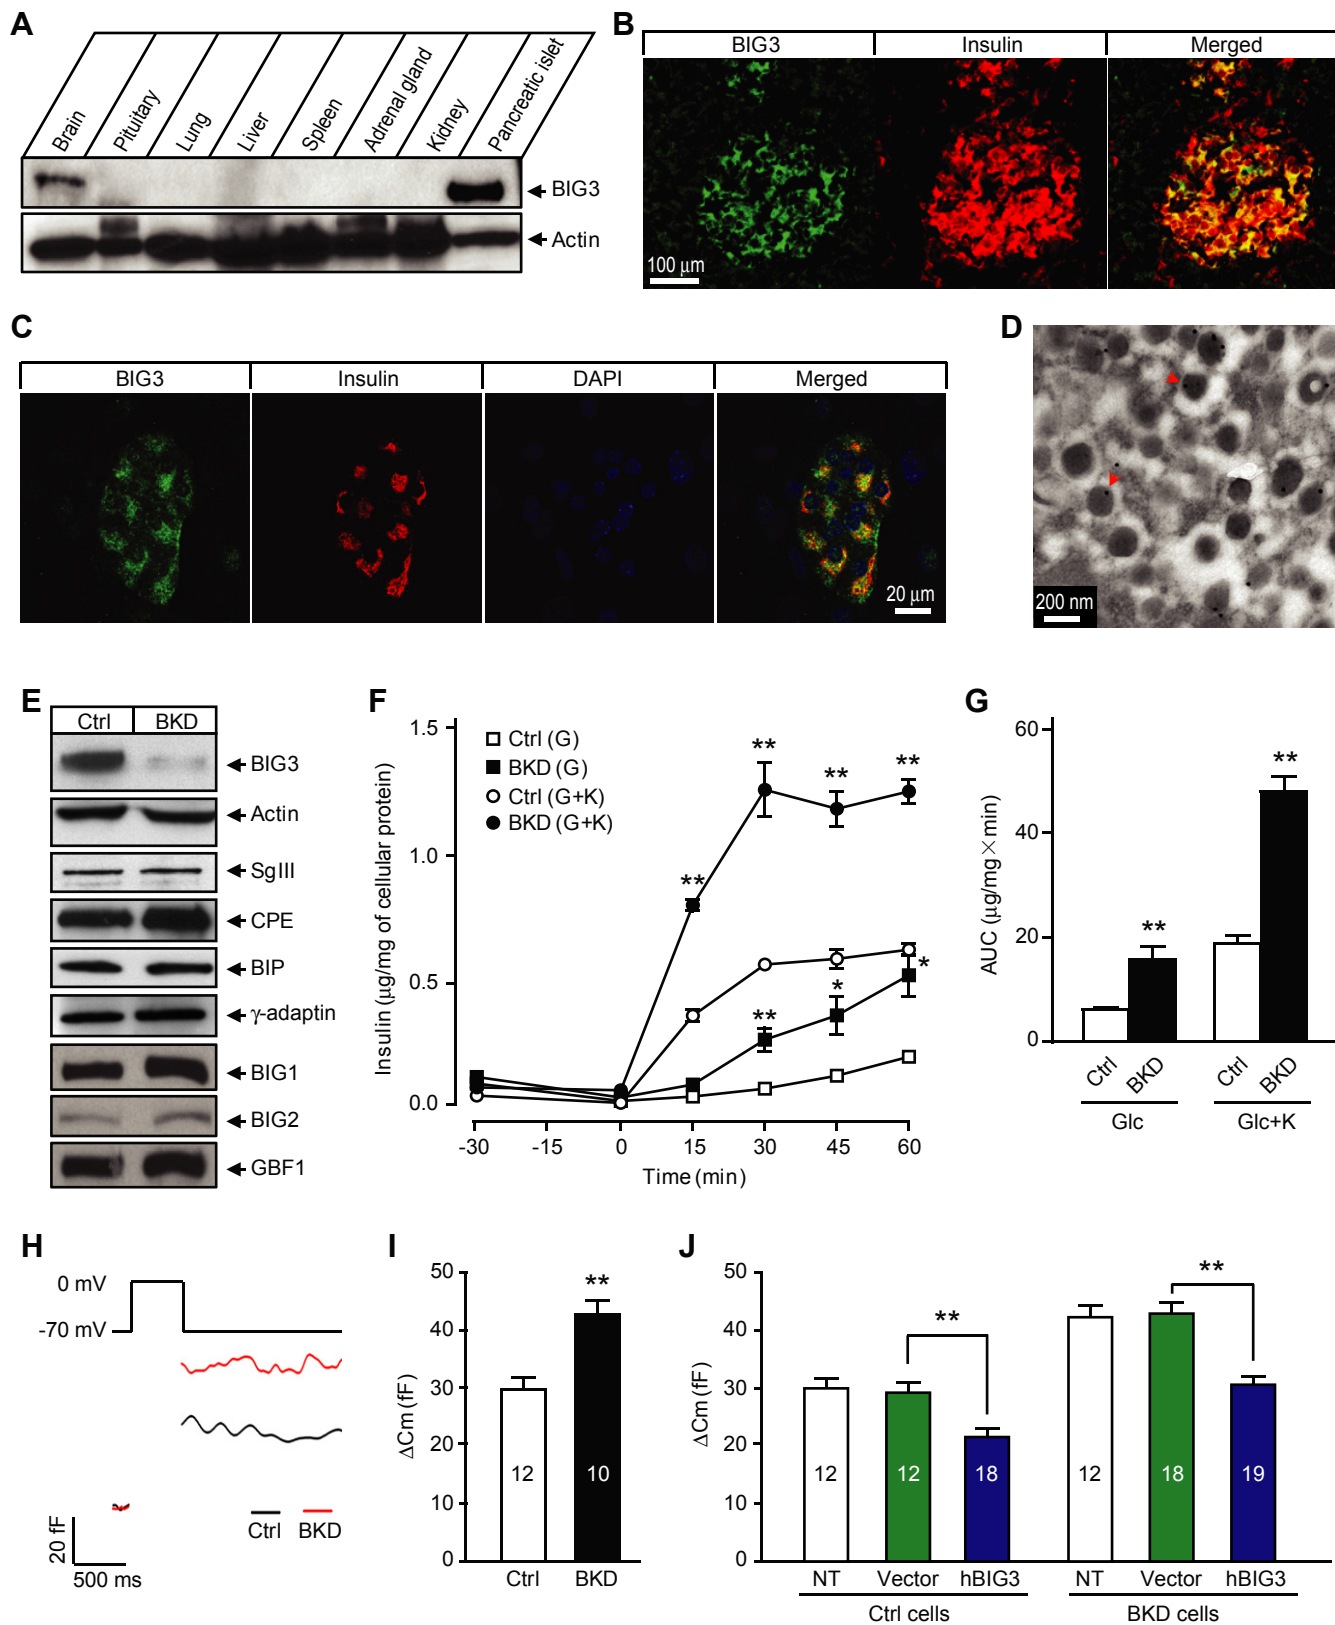 A
Brain
Pituitary
Lung
Liver
Spleen
Adrenal gland
Kidney
Pancreatic islet
BIG3
Actin
B
BIG3 Insulin Merged
100 μm
C
BIG3 Insulin DAPI Merged
20 μm
D
200 nm
E
Ctrl BKD
BIG3
Actin
SgIII
CPE
BIP
γ-adaptin
BIG1
BIG2
GBF1
F
Insulin (μg/mg of cellular protein)
1.5
1.0
0.5
0.0
Ctrl (G)
BKD (G)
Ctrl (G+K)
BKD (G+K)
**
**
**
**
**
*
*
-30 -15 0 15 30 45 60
Time (min)
G
AUC (μg/mg×min)
60
40
20
0
**
**
Ctrl BKD Ctrl BKD
Glc Glc+K
H
0 mV
-70 mV
20 fF
500 ms
Ctrl BKD
I
ΔCm (fF)
50
40
30
20
10
0
**
12 10
Ctrl BKD
J
ΔCm (fF)
50
40
30
20
10
0
**
**
12 12 18 12 18 19
NT Vector hBIG3 NT Vector hBIG3
Ctrl cells BKD cells